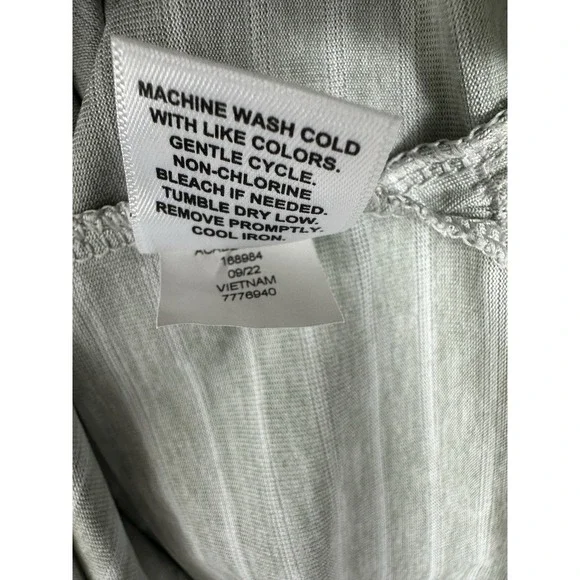 MACHINE WASH COLD
WITH LIKE COLORS.
GENTLE CYCLE.
NON-CHLORINE
BLEACH IF NEEDED.
TUMBLE DRY LOW.
REMOVE PROMPTLY.
COOL IRON.
168984
09/22
VIETNAM
7776940